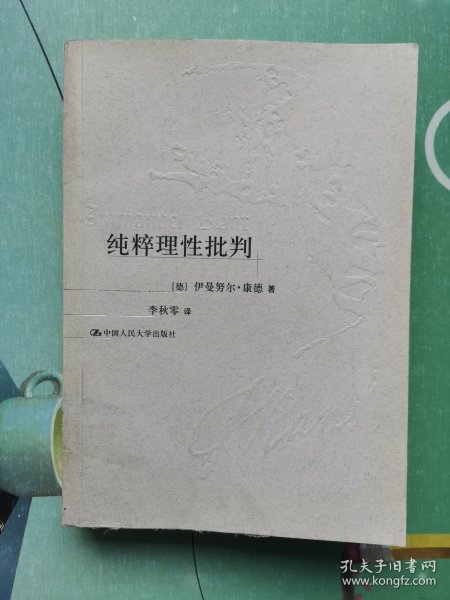 纯粹理性批判
〔德〕 伊曼努尔·康德 著
李秋零 译
中国人民大学出版社
孔夫子旧书网
www.kongfz.com